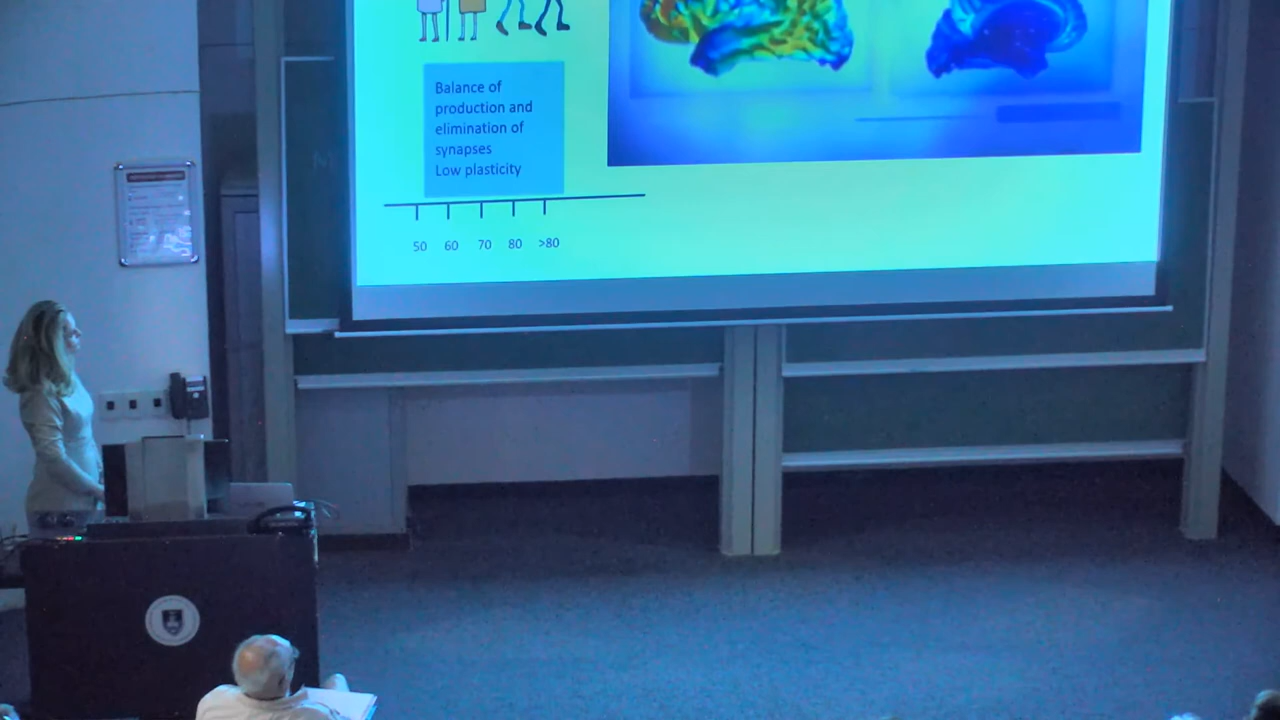 Balance of
production and
elimination of
synapses
Low plasticity
50 60 70 80 >80